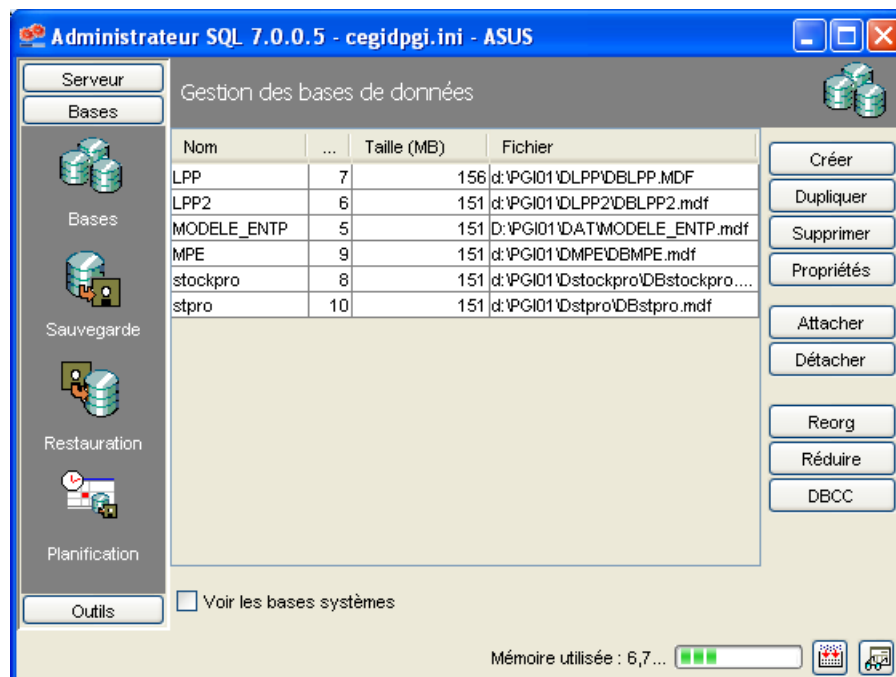 Administrateur SQL 7.0.0.5 - cegidpgi.ini - ASUS
Serveur
Bases
Gestion des bases de données
Bases
Sauvegarde
Restauration
Planification
Outils
Nom ... Taille (MB) Fichier
LPP 7 156 d:\PGI01\DLPP\DBLPP.MDF
LPP2 6 151 d:\PGI01\DLPP2\DBLPP2.mdf
MODELE_ENTP 5 151 D:\PGI01\DAT\MODELE_ENTP.mdf
MPE 9 151 d:\PGI01\DMPE\DBMPE.mdf
stockpro 8 151 d:\PGI01\Dstockpro\DBstockpro....
stpro 10 151 d:\PGI01\Dstpro\DBstpro.mdf
Créer
Dupliquer
Supprimer
Propriétés
Attacher
Détacher
Reorg
Réduire
DBCC
Voir les bases systèmes
Mémoire utilisée : 6,7...